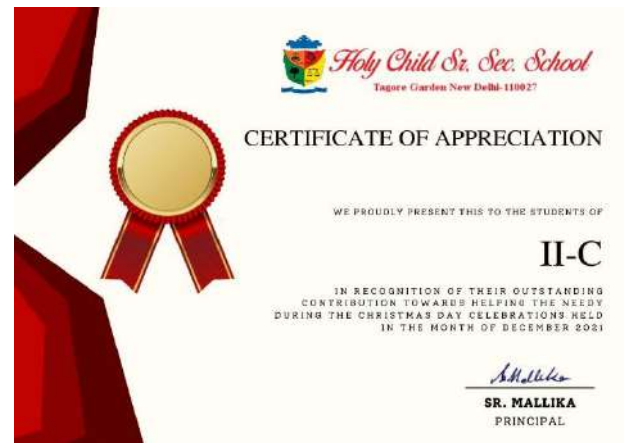 Holy Child Sr. Sec. School
Tagore Garden New Delhi-110027
CERTIFICATE OF APPRECIATION
WE PROUDLY PRESENT THIS TO THE STUDENTS OF
II-C
IN RECOGNITION OF THEIR OUTSTANDING
CONTRIBUTION TOWARDS HELPING THE NEEDY
DURING THE CHRISTMAS DAY CELEBRATIONS HELD
IN THE MONTH OF DECEMBER 2021
SMallika
SR. MALLIKA
PRINCIPAL